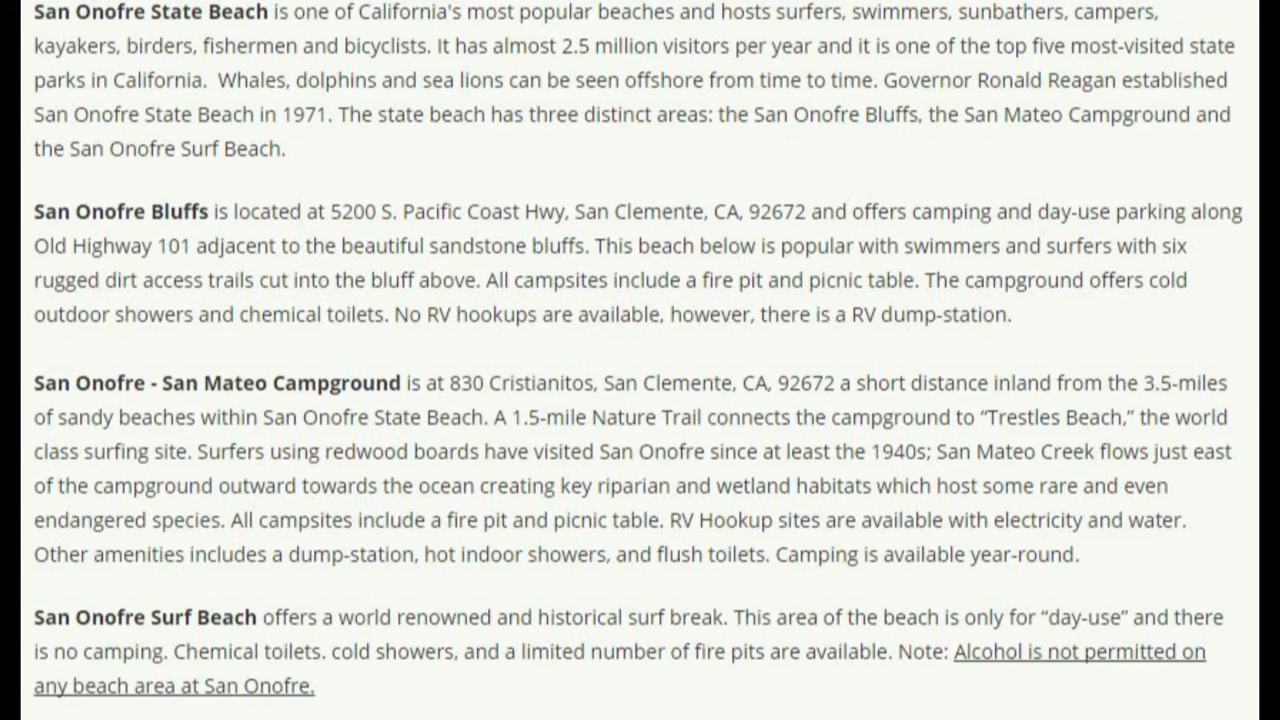 San Onofre State Beach is one of California's most popular beaches and hosts surfers, swimmers, sunbathers, campers,
kayakers, birders, fishermen and bicyclists. It has almost 2.5 million visitors per year and it is one of the top five most-visited state
parks in California.  Whales, dolphins and sea lions can be seen offshore from time to time. Governor Ronald Reagan established
San Onofre State Beach in 1971. The state beach has three distinct areas: the San Onofre Bluffs, the San Mateo Campground and
the San Onofre Surf Beach.
San Onofre Bluffs is located at 5200 S. Pacific Coast Hwy, San Clemente, CA, 92672 and offers camping and day-use parking along
Old Highway 101 adjacent to the beautiful sandstone bluffs. This beach below is popular with swimmers and surfers with six
rugged dirt access trails cut into the bluff above. All campsites include a fire pit and picnic table. The campground offers cold
outdoor showers and chemical toilets. No RV hookups are available, however, there is a RV dump-station.
San Onofre - San Mateo Campground is at 830 Cristianitos, San Clemente, CA, 92672 a short distance inland from the 3.5-miles
of sandy beaches within San Onofre State Beach. A 1.5-mile Nature Trail connects the campground to “Trestles Beach,” the world
class surfing site. Surfers using redwood boards have visited San Onofre since at least the 1940s; San Mateo Creek flows just east
of the campground outward towards the ocean creating key riparian and wetland habitats which host some rare and even
endangered species. All campsites include a fire pit and picnic table. RV Hookup sites are available with electricity and water.
Other amenities includes a dump-station, hot indoor showers, and flush toilets. Camping is available year-round.
San Onofre Surf Beach offers a world renowned and historical surf break. This area of the beach is only for “day-use” and there
is no camping. Chemical toilets. cold showers, and a limited number of fire pits are available. Note: Alcohol is not permitted on
any beach area at San Onofre.